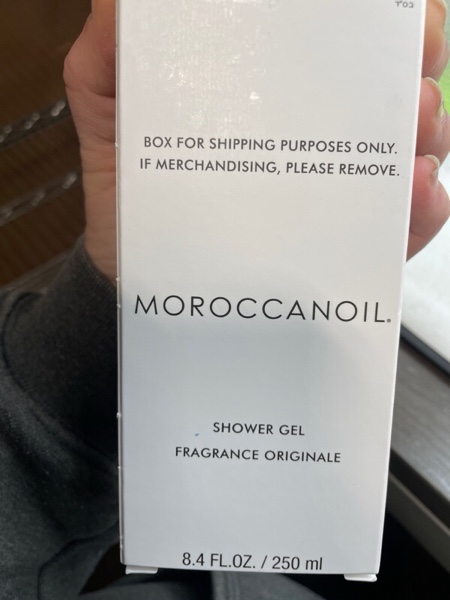 BOX FOR SHIPPING PURPOSES ONLY.
IF MERCHANDISING, PLEASE REMOVE.
MOROCCANOIL®
SHOWER GEL
FRAGRANCE ORIGINALE
8.4 FL.OZ. / 250 ml